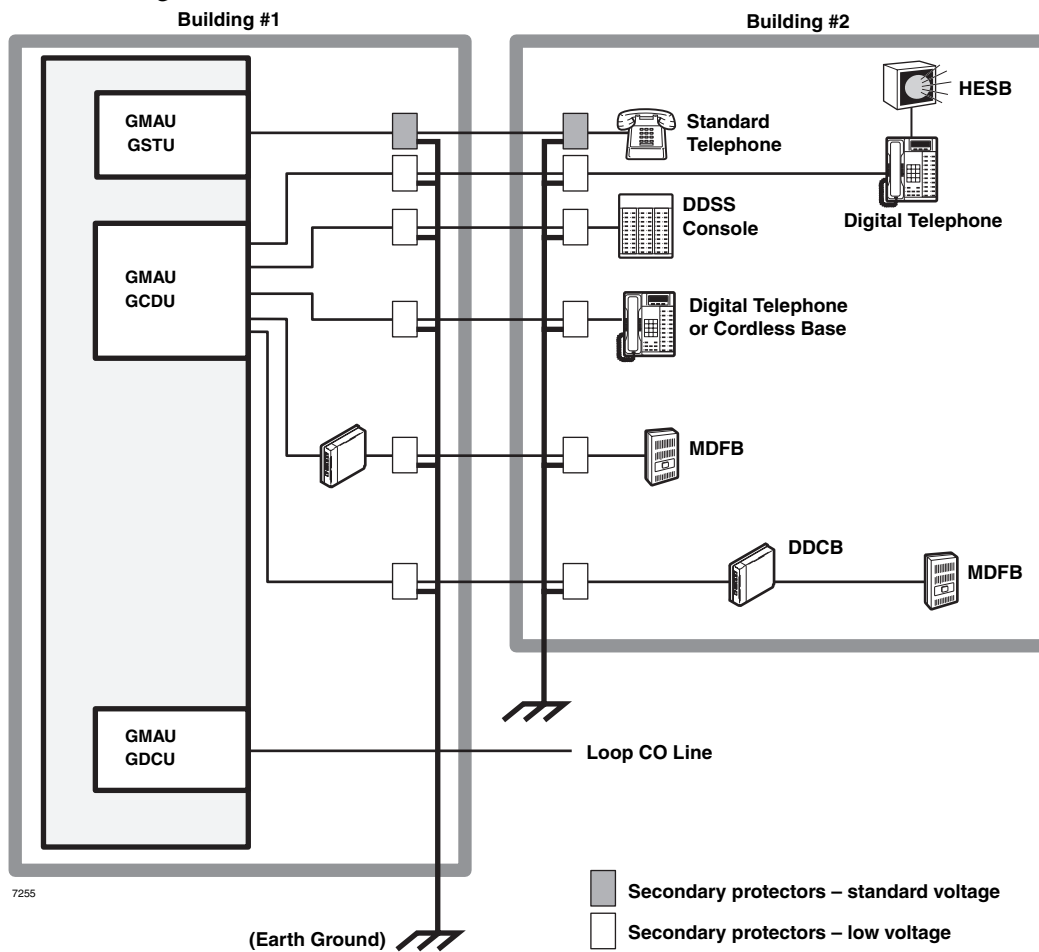 Building #1
Building #2
GMAU
GSTU
HESB
Standard
Telephone
Digital Telephone
DDSS
Console
GMAU
GCDU
Digital Telephone
or Cordless Base
MDFB
DDCB
MDFB
GMAU
GDCU
Loop CO Line
7255
Secondary protectors – standard voltage
(Earth Ground)
Secondary protectors – low voltage